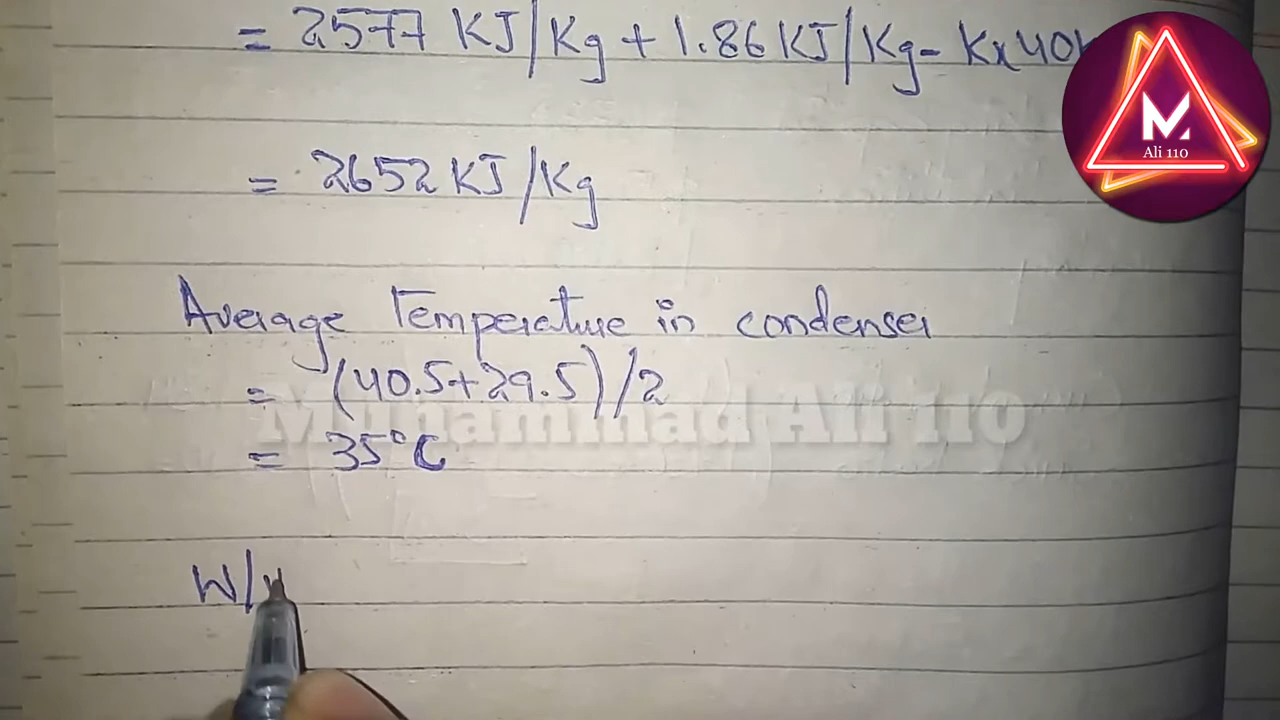 = 2577 KJ/Kg + 1.86 KJ/Kg - K x 40
= 2652 KJ/Kg
Average Temperature in condenser
= (40.5+29.5)/2
= 35°C
W/
M.
Ali 110
Muhammad Ali 110